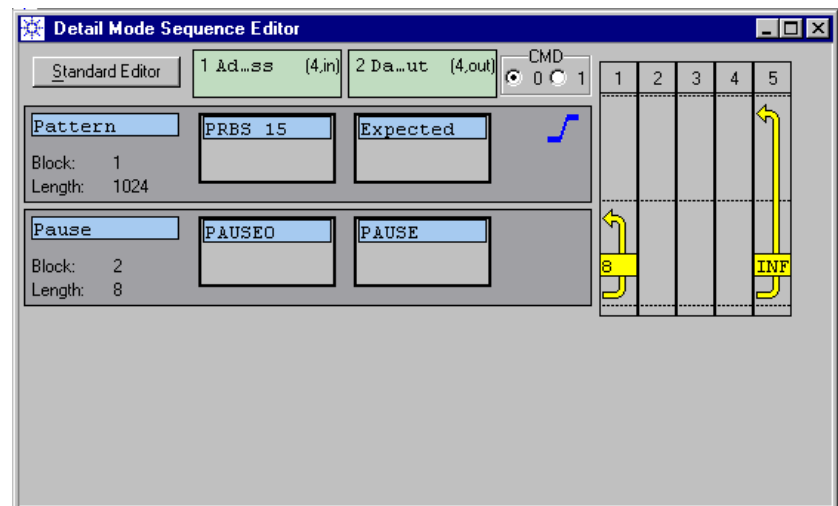 Detail Mode Sequence Editor
Standard Editor
1 Ad…ss (4,in)
2 Da…ut (4,out)
CMD
0 1
1 2 3 4 5
Pattern
PRBS 15
Expected
Block: 1
Length: 1024
Pause
PAUSE0
PAUSE
Block: 2
Length: 8
8
INF